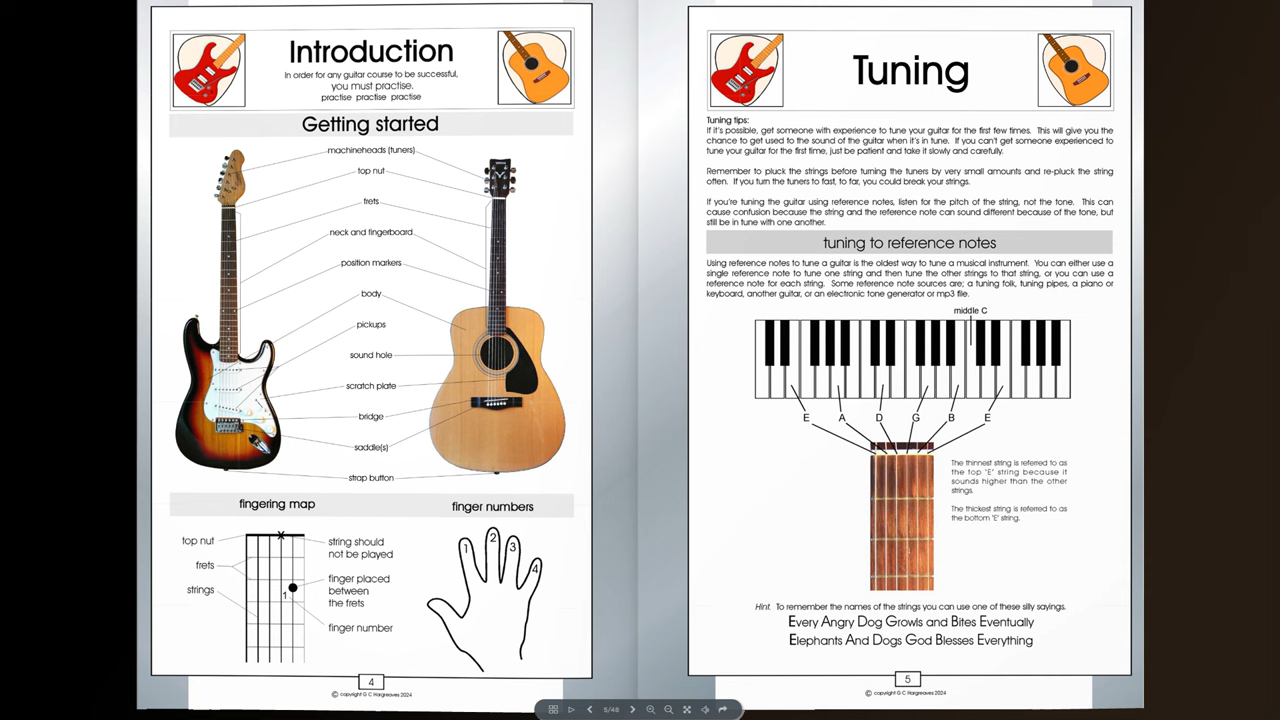 Introduction
In order for any guitar course to be successful,
you must practise.
practise practise practise
Getting started
machineheads (tuners)
top nut
frets
neck and fingerboard
position markers
body
pickups
sound hole
scratch plate
bridge
saddle(s)
strap button
fingering map
top nut
frets
strings
string should
not be played
finger placed
between
the frets
finger number
X
1
finger numbers
1
2
3
4
4
© copyright G C Hargreaves 2024
Tuning
Tuning tips:
If it's possible, get someone with experience to tune your guitar for the first few times. This will give you the
chance to get used to the sound of the guitar when it's in tune. If you can't get someone experienced to
tune your guitar for the first time, just be patient and take it slowly and carefully.
Remember to pluck the strings before turning the tuners by very small amounts and re-pluck the string
often. If you turn the tuners to fast, to far, you could break your strings.
If you're tuning the guitar using reference notes, listen for the pitch of the string, not the tone. This can
cause confusion because the string and the reference note can sound different because of the tone, but
still be in tune with one another.
tuning to reference notes
Using reference notes to tune a guitar is the oldest way to tune a musical instrument. You can either use a
single reference note to tune one string and then tune the other strings to that string, or you can use a
reference note for each string. Some reference note sources are; a tuning folk, tuning pipes, a piano or
keyboard, another guitar, or an electronic tone generator or mp3 file.
middle C
E A D G B E
The thinnest string is referred to as
the top "E" string because it
sounds higher than the other
strings.
The thickest string is referred to as
the bottom "E" string.
Hint. To remember the names of the strings you can use one of these silly sayings.
Every Angry Dog Growls and Bites Eventually
Elephants And Dogs God Blesses Everything
5
© copyright G C Hargreaves 2024
5/48